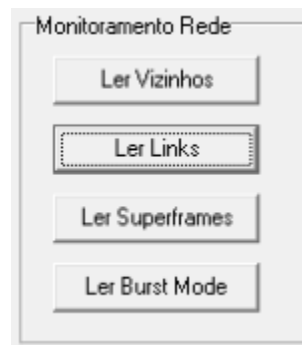 Monitoramento Rede
Ler Vizinhos
Ler Links
Ler Superframes
Ler Burst Mode